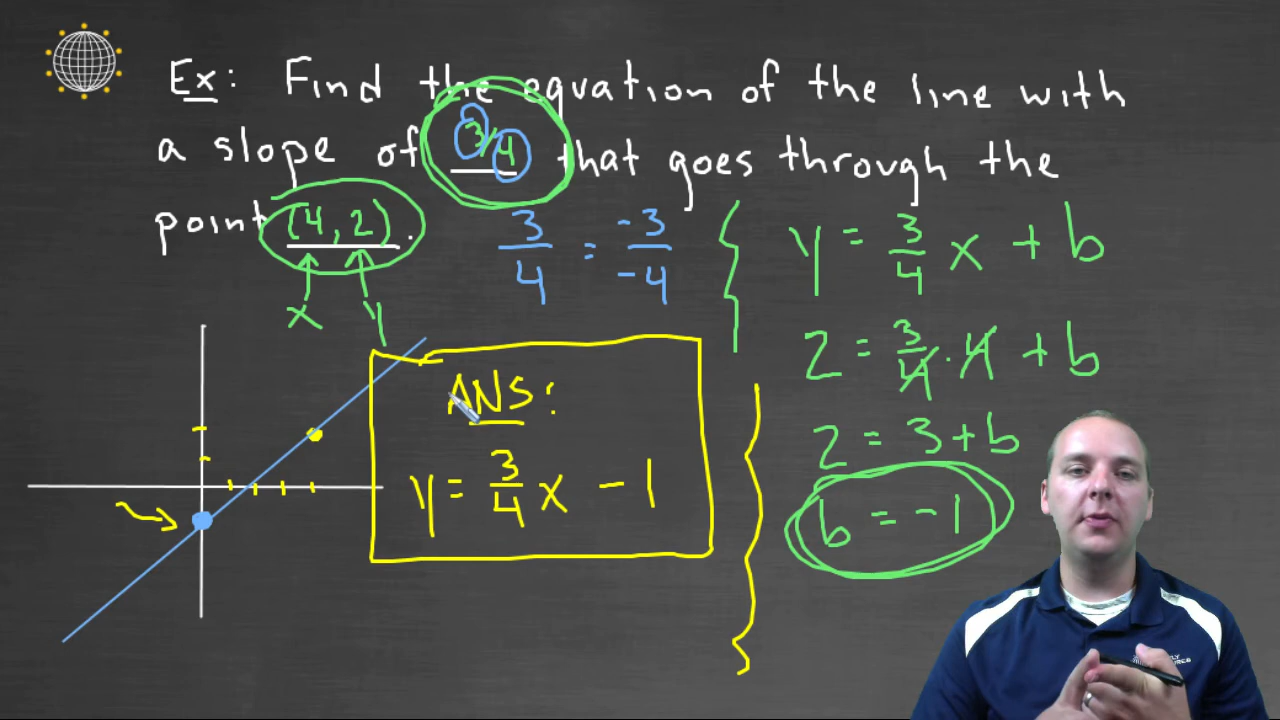 Ex: Find the equation of the line with
a slope of 3/4 that goes through the
point (4,2).
x y
3/4 = -3/-4
ANS:
y = 3/4 x - 1
y = 3/4 x + b
2 = 3/4 · 4 + b
2 = 3 + b
b = -1